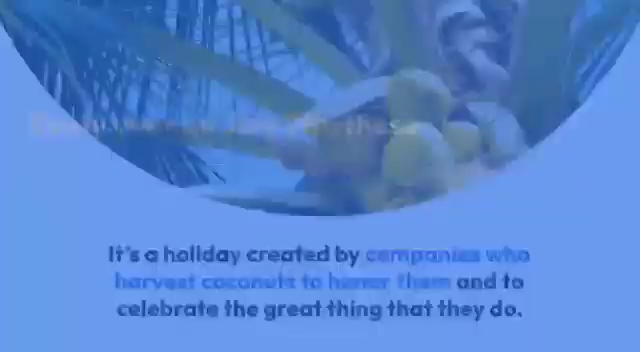 It's a holiday created by companies who
harvest coconuts to honor them and to
celebrate the great thing that they do.